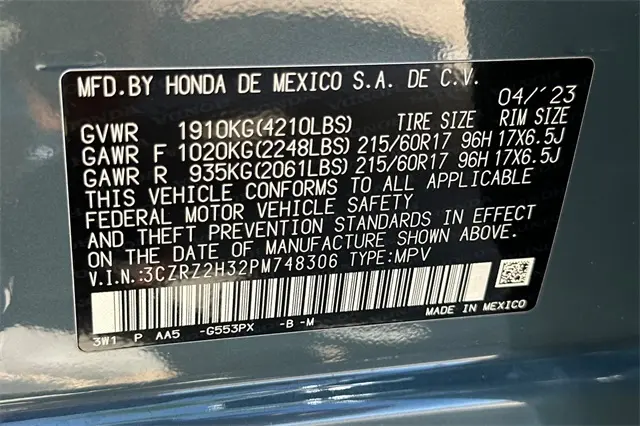 MFD.BY HONDA DE MEXICO S.A. DE C.V.
04/'23
GVWR 1910KG(4210LBS) TIRE SIZE RIM SIZE
GAWR F 1020KG(2248LBS) 215/60R17 96H 17X6.5J
GAWR R 935KG(2061LBS) 215/60R17 96H 17X6.5J
THIS VEHICLE CONFORMS TO ALL APPLICABLE
FEDERAL MOTOR VEHICLE SAFETY
AND THEFT PREVENTION STANDARDS IN EFFECT
ON THE DATE OF MANUFACTURE SHOWN ABOVE.
V.I.N.:3CZRZ2H32PM748306 TYPE:MPV
3W1 P AA5 -G553PX -B -M MADE IN MEXICO